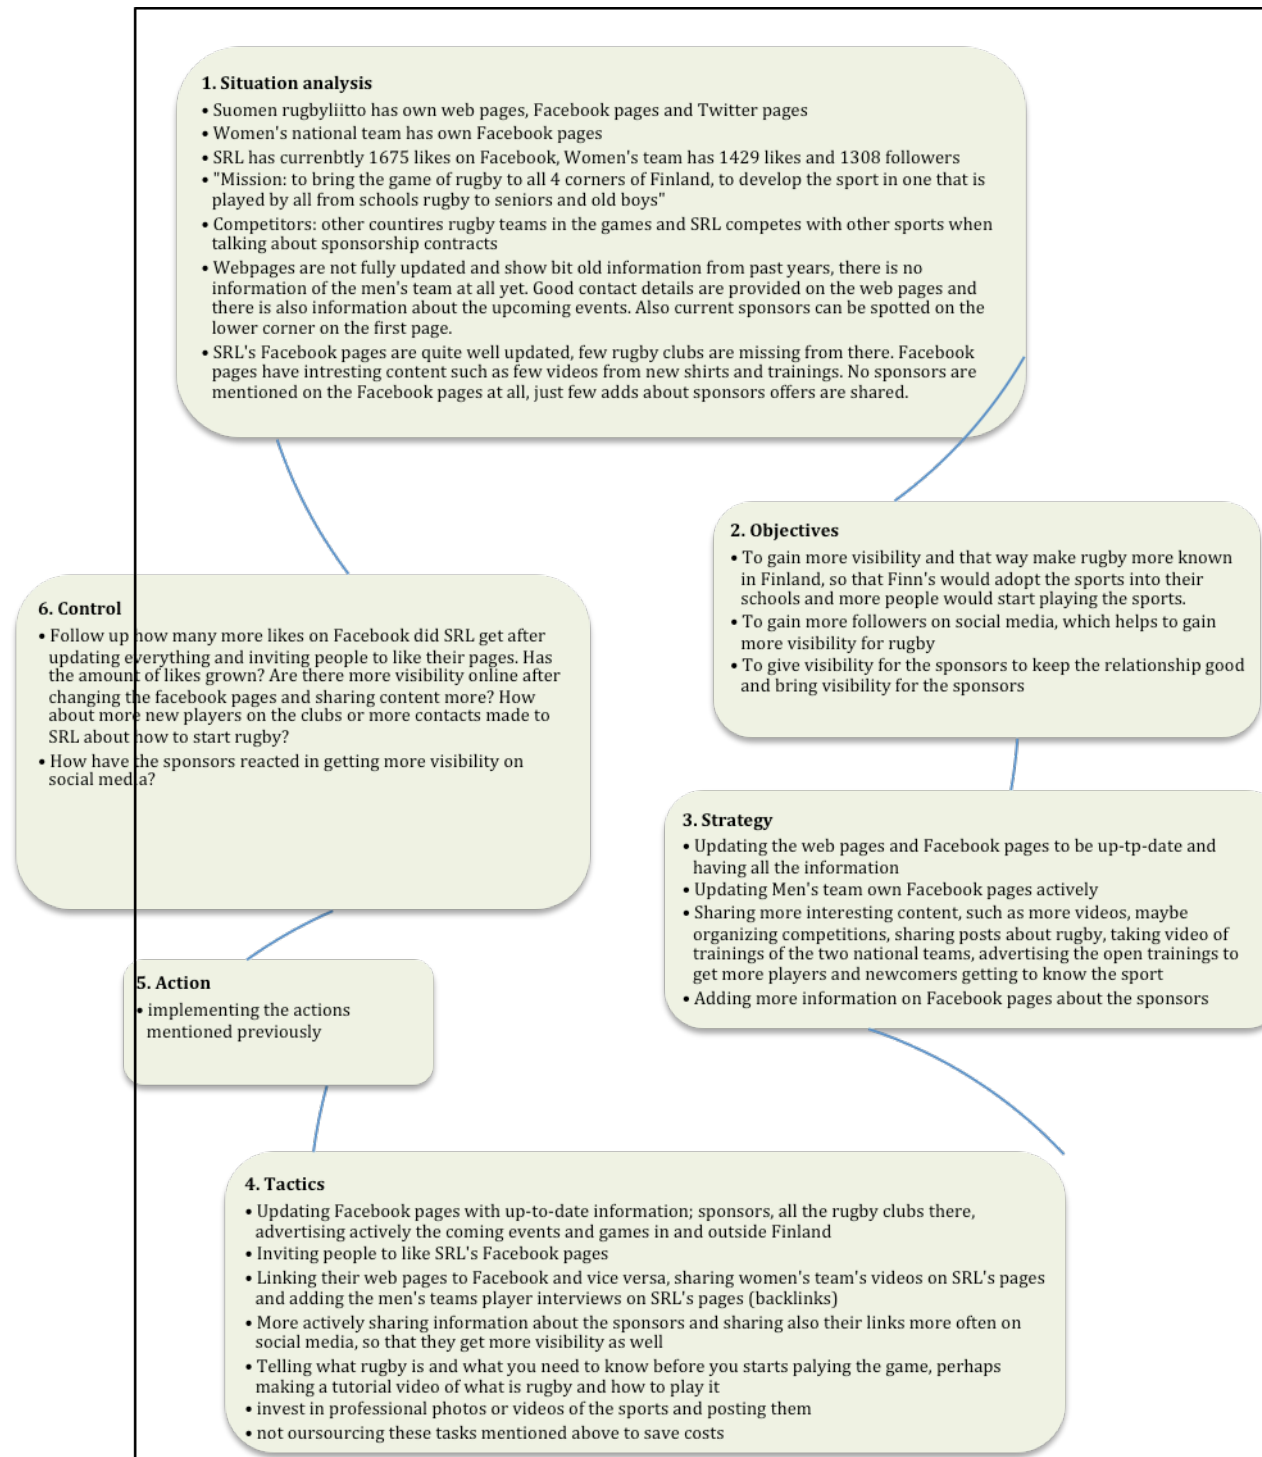 1. Situation analysis
• Suomen rugbyliitto has own web pages, Facebook pages and Twitter pages
• Women's national team has own Facebook pages
• SRL has currenbtly 1675 likes on Facebook, Women's team has 1429 likes and 1308 followers
• "Mission: to bring the game of rugby to all 4 corners of Finland, to develop the sport in one that is
played by all from schools rugby to seniors and old boys"
• Competitors: other countires rugby teams in the games and SRL competes with other sports when
talking about sponsorship contracts
• Webpages are not fully updated and show bit old information from past years, there is no
information of the men's team at all yet. Good contact details are provided on the web pages and
there is also information about the upcoming events. Also current sponsors can be spotted on the
lower corner on the first page.
• SRL's Facebook pages are quite well updated, few rugby clubs are missing from there. Facebook
pages have intresting content such as few videos from new shirts and trainings. No sponsors are
mentioned on the Facebook pages at all, just few adds about sponsors offers are shared.
2. Objectives
• To gain more visibility and that way make rugby more known
in Finland, so that Finn's would adopt the sports into their
schools and more people would start playing the sports.
• To gain more followers on social media, which helps to gain
more visibility for rugby
• To give visibility for the sponsors to keep the relationship good
and bring visibility for the sponsors
3. Strategy
• Updating the web pages and Facebook pages to be up-tp-date and
having all the information
• Updating Men's team own Facebook pages actively
• Sharing more interesting content, such as more videos, maybe
organizing competitions, sharing posts about rugby, taking video of
trainings of the two national teams, advertising the open trainings to
get more players and newcomers getting to know the sport
• Adding more information on Facebook pages about the sponsors
4. Tactics
• Updating Facebook pages with up-to-date information; sponsors, all the rugby clubs there,
advertising actively the coming events and games in and outside Finland
• Inviting people to like SRL's Facebook pages
• Linking their web pages to Facebook and vice versa, sharing women's team's videos on SRL's pages
and adding the men's teams player interviews on SRL's pages (backlinks)
• More actively sharing information about the sponsors and sharing also their links more often on
social media, so that they get more visibility as well
• Telling what rugby is and what you need to know before you starts palying the game, perhaps
making a tutorial video of what is rugby and how to play it
• invest in professional photos or videos of the sports and posting them
• not oursourcing these tasks mentioned above to save costs
5. Action
• implementing the actions
mentioned previously
6. Control
• Follow up how many more likes on Facebook did SRL get after
updating everything and inviting people to like their pages. Has
the amount of likes grown? Are there more visibility online after
changing the facebook pages and sharing content more? How
about more new players on the clubs or more contacts made to
SRL about how to start rugby?
• How have the sponsors reacted in getting more visibility on
social media?